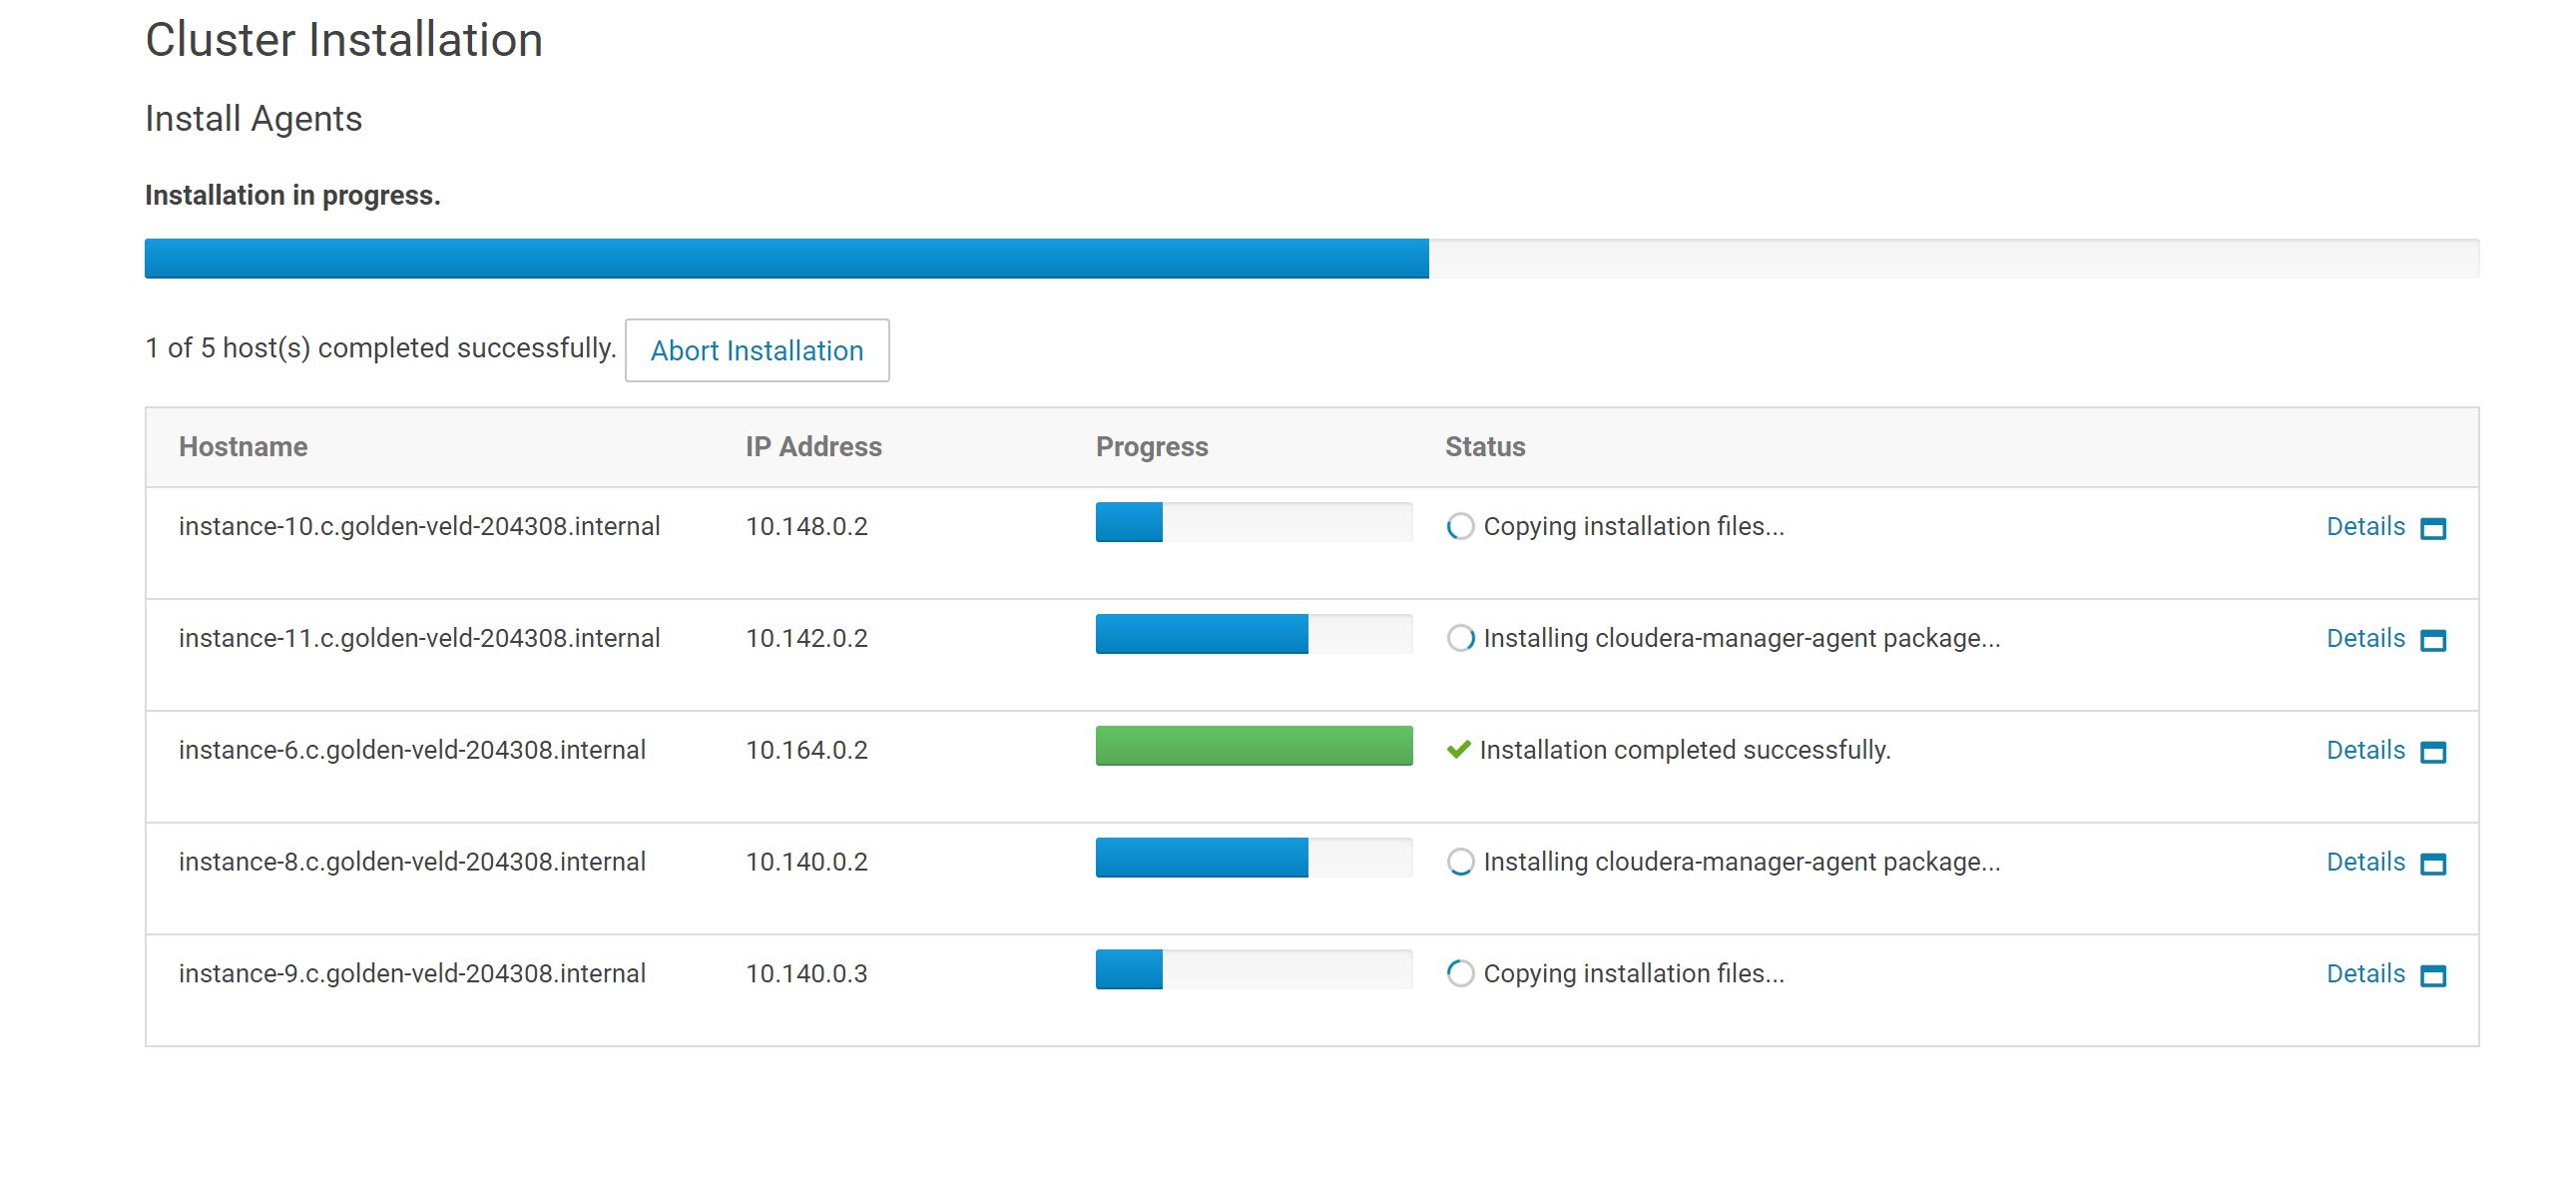 Cluster Installation
Install Agents
Installation in progress.
1 of 5 host(s) completed successfully. Abort Installation
Hostname IP Address Progress Status
instance-10.c.golden-veld-204308.internal 10.148.0.2 Copying installation files... Details
instance-11.c.golden-veld-204308.internal 10.142.0.2 Installing cloudera-manager-agent package... Details
instance-6.c.golden-veld-204308.internal 10.164.0.2 Installation completed successfully. Details
instance-8.c.golden-veld-204308.internal 10.140.0.2 Installing cloudera-manager-agent package... Details
instance-9.c.golden-veld-204308.internal 10.140.0.3 Copying installation files... Details